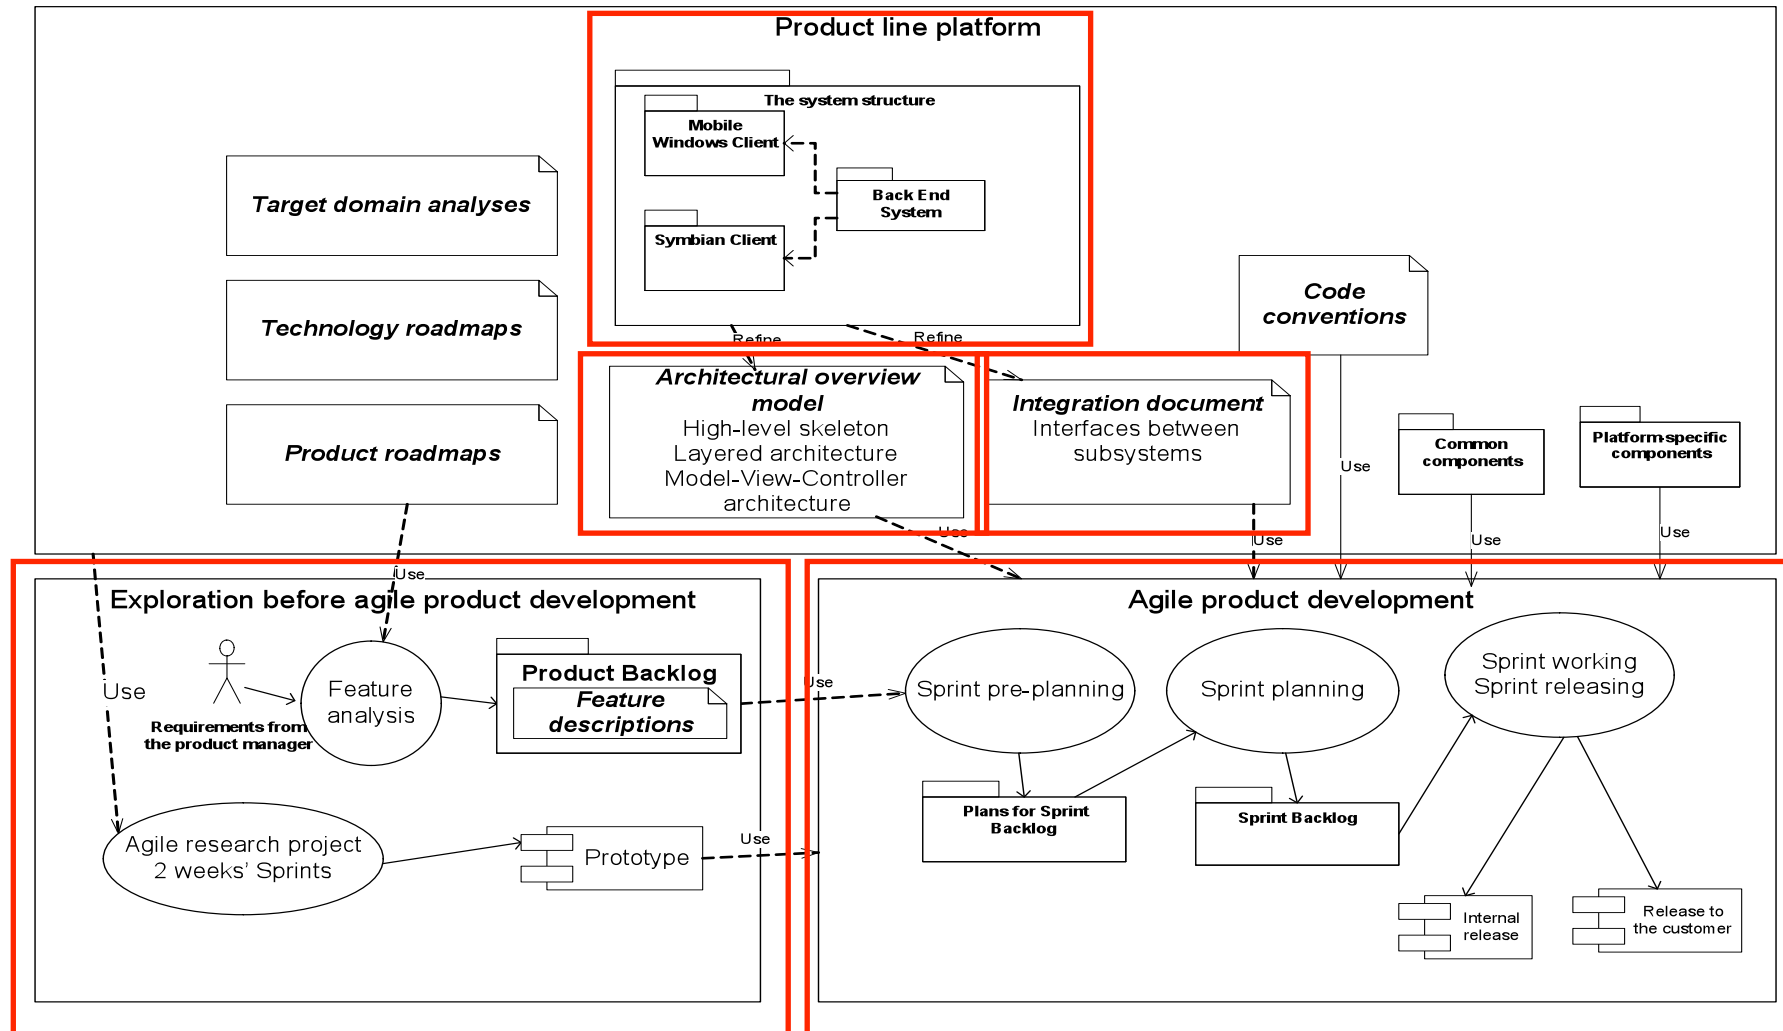 Product line platform
The system structure
Mobile
Windows Client
Back End
System
Symbian Client
Target domain analyses
Technology roadmaps
Product roadmaps
Refine
Refine
Architectural overview
model
High-level skeleton
Layered architecture
Model-View-Controller
architecture
Integration document
Interfaces between
subsystems
Code
conventions
Common
components
Platform-specific
components
Use
Use
Use
Use
Use
Use
Exploration before agile product development
Use
Requirements from
the product manager
Feature
analysis
Product Backlog
Feature
descriptions
Use
Agile research project
2 weeks' Sprints
Prototype
Use
Agile product development
Sprint pre-planning
Sprint planning
Sprint working
Sprint releasing
Plans for Sprint
Backlog
Sprint Backlog
Internal
release
Release to
the customer